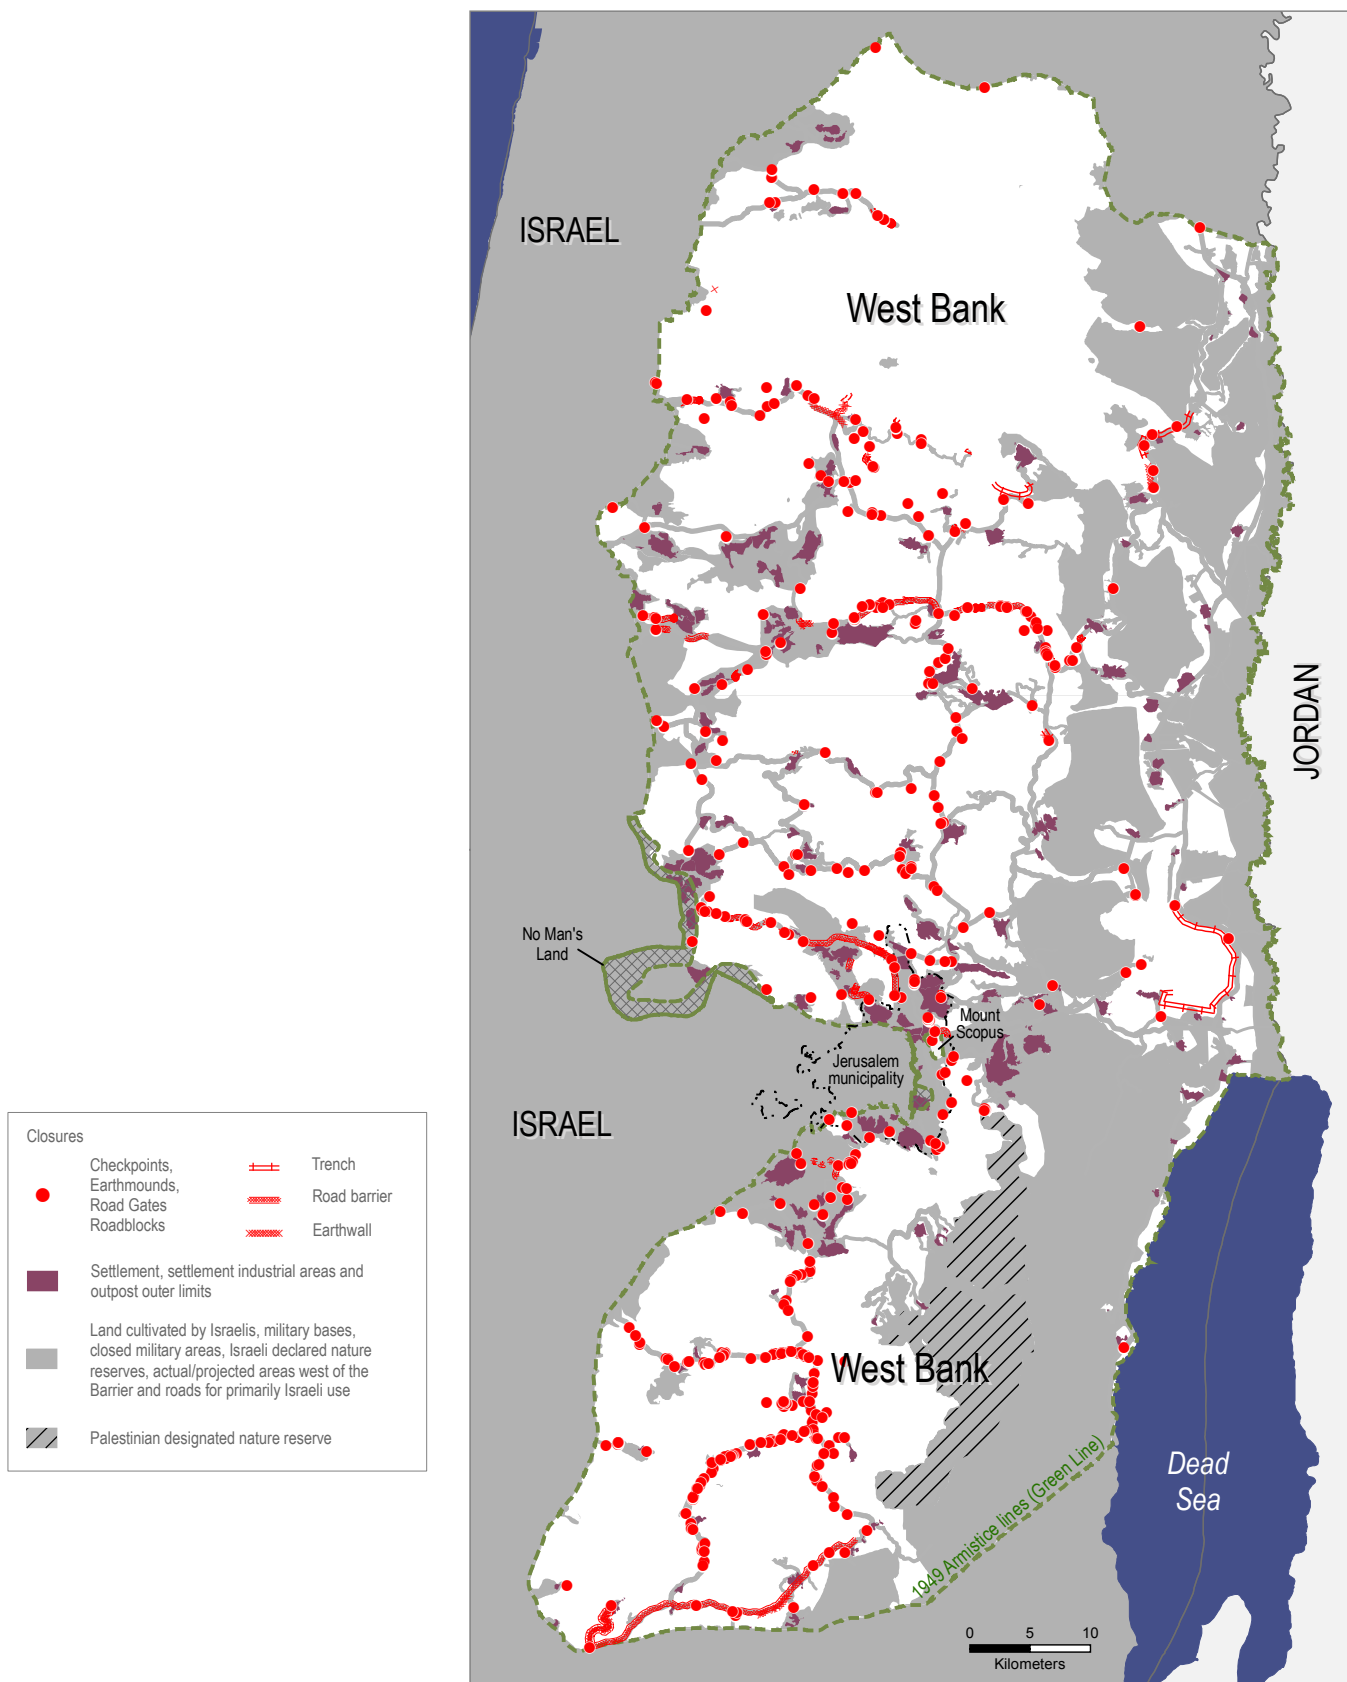 ISRAEL
West Bank
JORDAN
No Man's
Land
Mount
Scopus
Jerusalem
municipality
ISRAEL
West Bank
1949 Armistice lines (Green Line)
Dead
Sea
0 5 10
Kilometers
Closures
Checkpoints,
Earthmounds,
Road Gates
Roadblocks
Trench
Road barrier
Earthwall
Settlement, settlement industrial areas and
outpost outer limits
Land cultivated by Israelis, military bases,
closed military areas, Israeli declared nature
reserves, actual/projected areas west of the
Barrier and roads for primarily Israeli use
Palestinian designated nature reserve